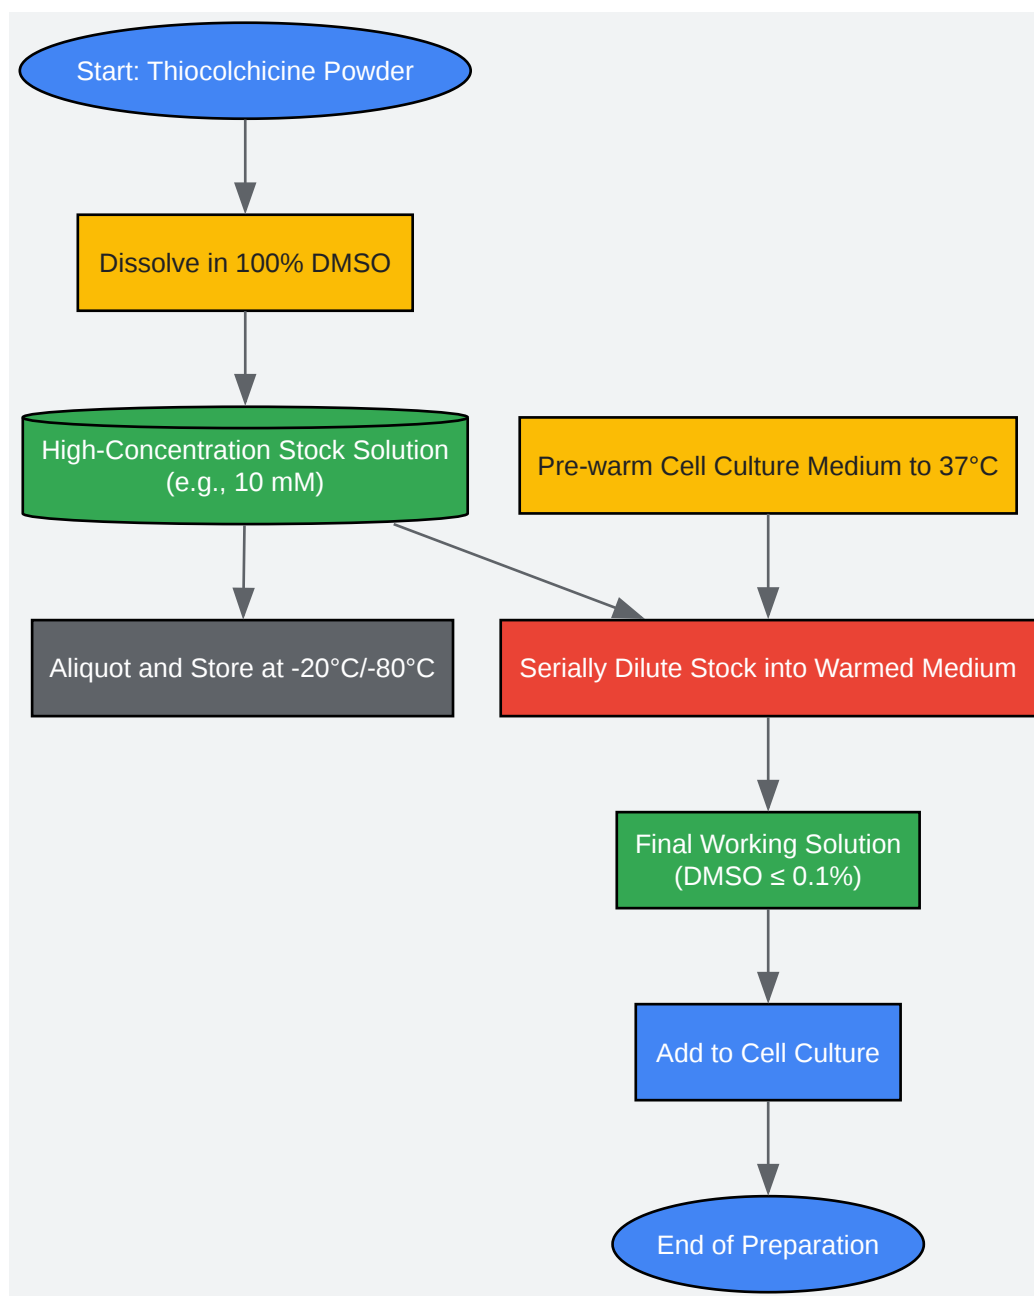 Start: Thiocolchicine Powder
Dissolve in 100% DMSO
High-Concentration Stock Solution
(e.g., 10 mM)
Pre-warm Cell Culture Medium to 37°C
Aliquot and Store at -20°C/-80°C
Serially Dilute Stock into Warmed Medium
Final Working Solution
(DMSO ≤ 0.1%)
Add to Cell Culture
End of Preparation